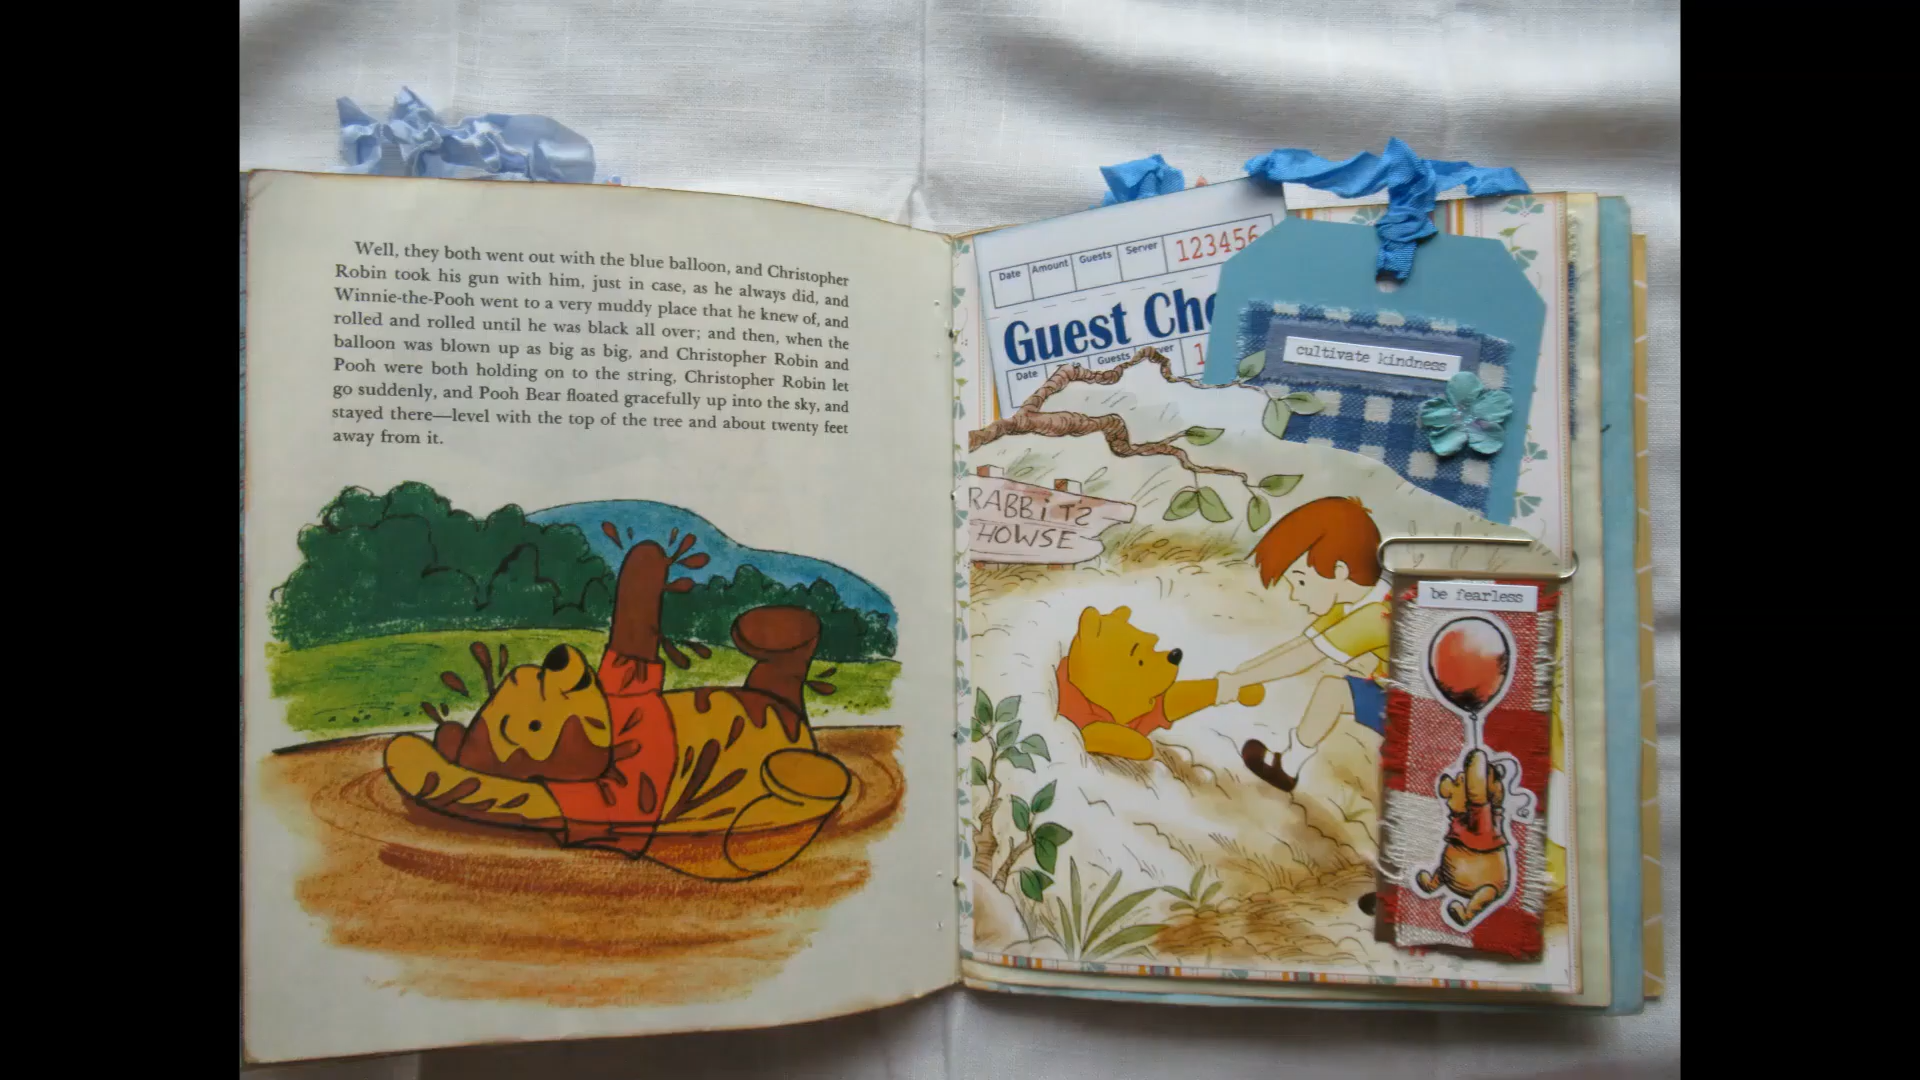 Well, they both went out with the blue balloon, and Christopher
Robin took his gun with him, just in case, as he always did, and
Winnie-the-Pooh went to a very muddy place that he knew of, and
rolled and rolled until he was black all over; and then, when the
balloon was blown up as big as big, and Christopher Robin and
Pooh were both holding on to the string, Christopher Robin let
go suddenly, and Pooh Bear floated gracefully up into the sky, and
stayed there—level with the top of the tree and about twenty feet
away from it.
Date Amount Guests Server 123456
Guest
Date Guests
cultivate kindness
RABBiTS
HOWSE
be fearless